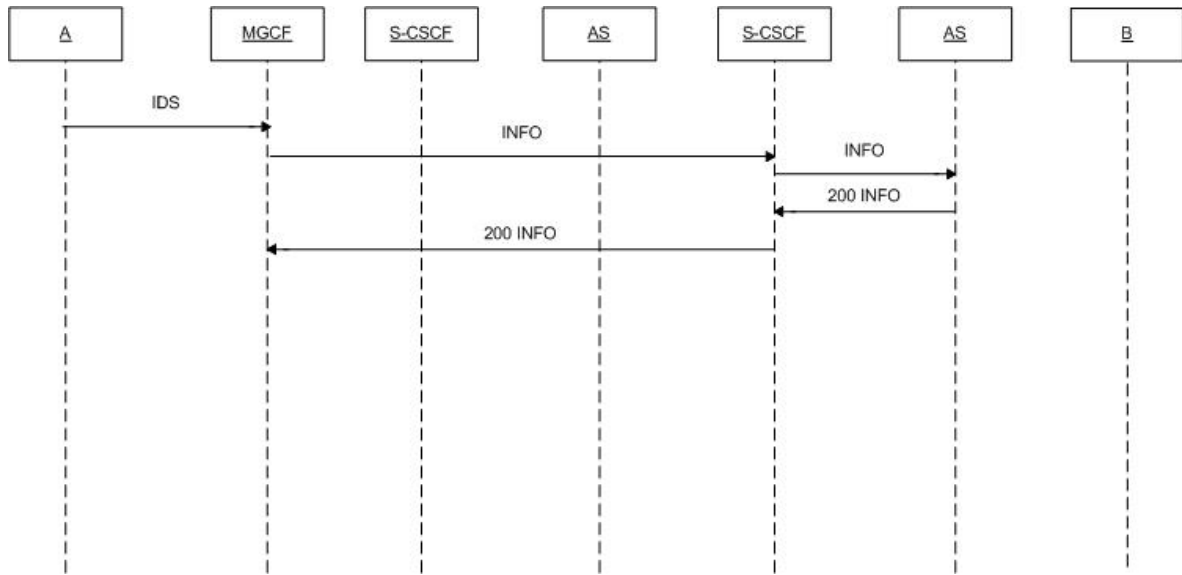 A
MGCF
S-CSCF
AS
S-CSCF
AS
B
IDS
INFO
INFO
200 INFO
200 INFO